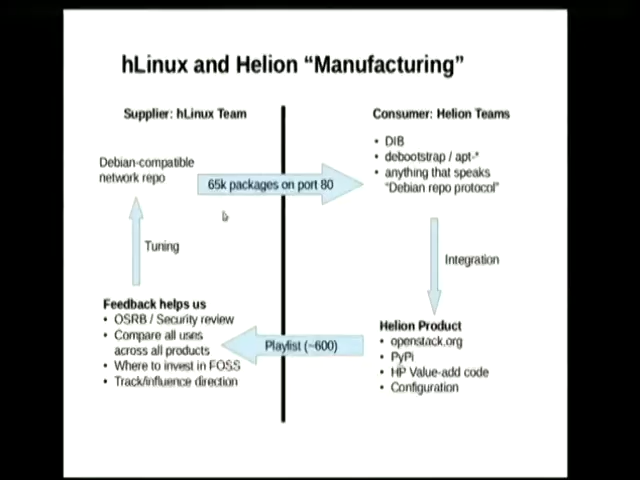 hLinux and Helion “Manufacturing”
Supplier: hLinux Team
Consumer: Helion Teams
Debian-compatible
network repo
65k packages on port 80
• DIB
• debootstrap / apt-*
• anything that speaks
“Debian repo protocol”
Tuning
Integration
Feedback helps us
• OSRB / Security review
• Compare all uses
across all products
• Where to invest in FOSS
• Track/influence direction
Playlist (~600)
Helion Product
• openstack.org
• PyPi
• HP Value-add code
• Configuration